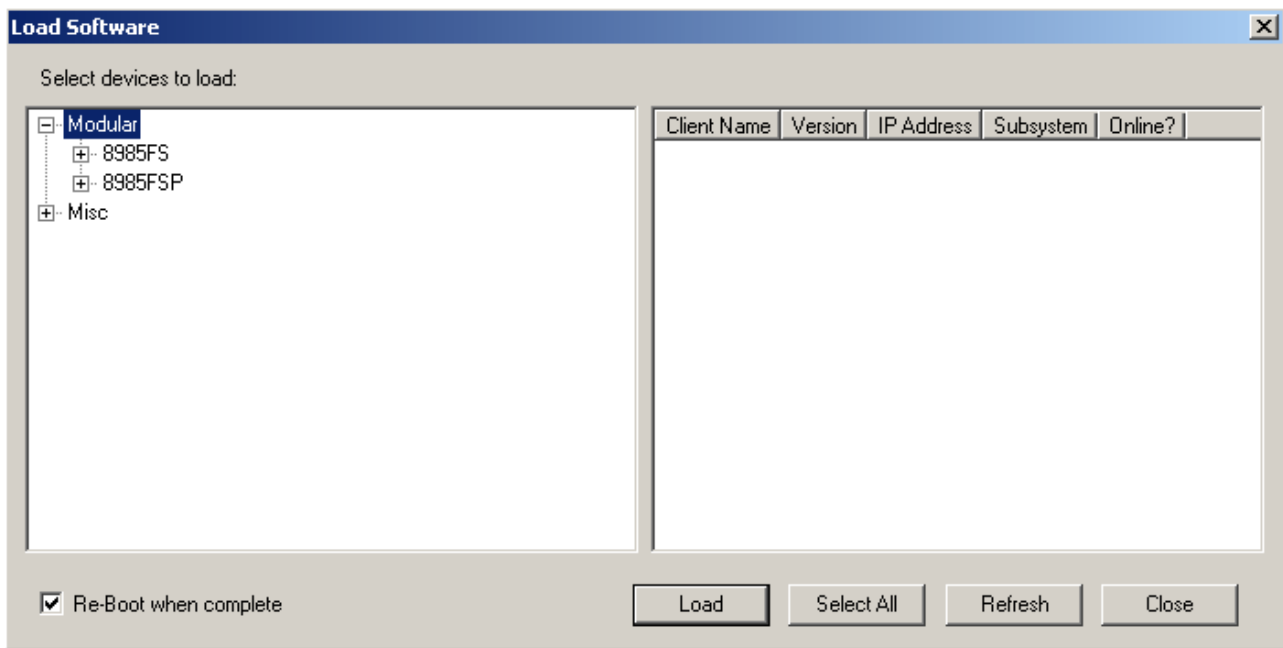 Load Software
Select devices to load:
Modular
8985FS
8985FSP
Misc
Client Name Version IP Address Subsystem Online?
Re-Boot when complete
Load Select All Refresh Close